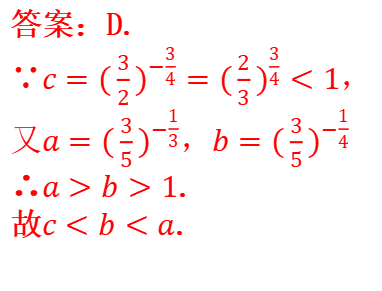 答案：D.
∵c = (3/2)^{-3/4} = (2/3)^{3/4} < 1，
又a = (3/5)^{-1/3}，b = (3/5)^{-1/4}
∴a > b > 1.
故c < b < a.